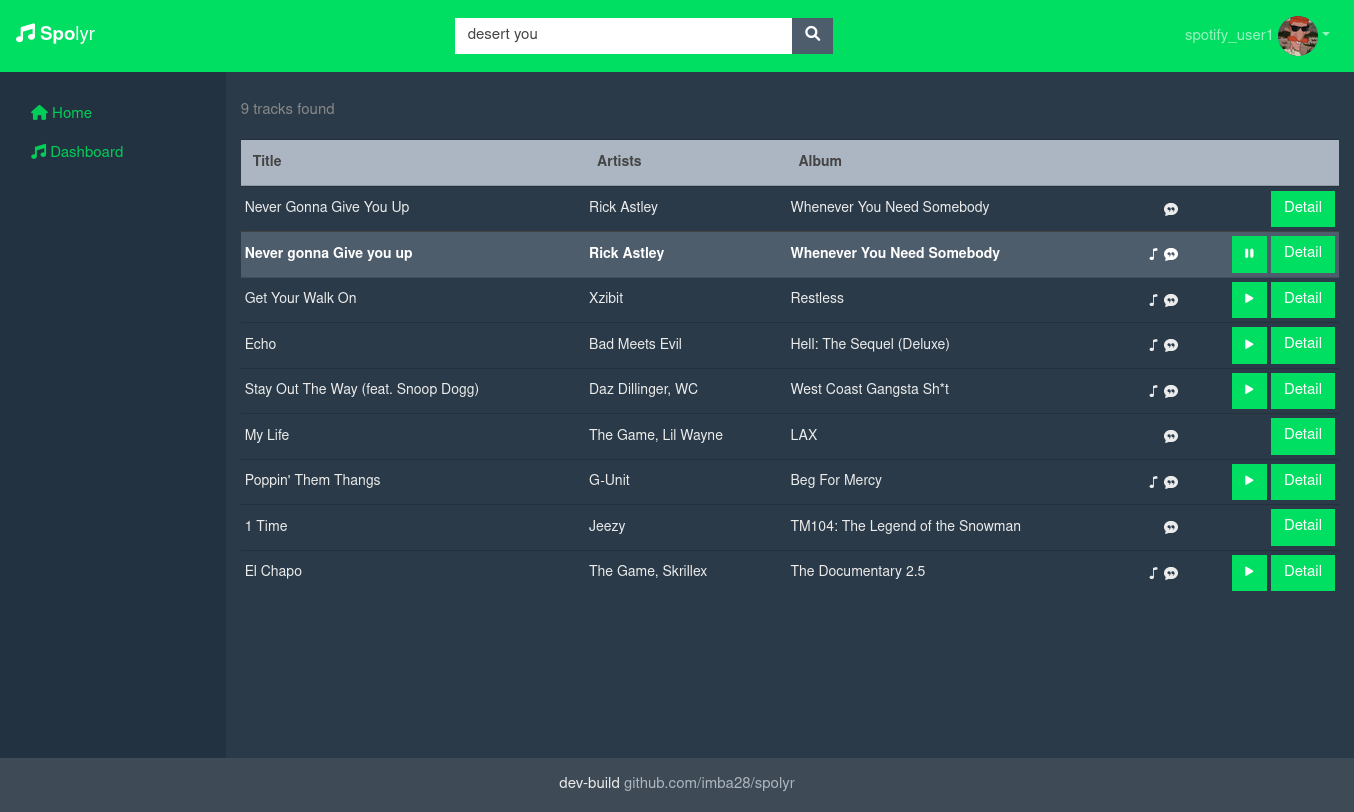 Spolyr
desert you
spotify_user1
Home
Dashboard
9 tracks found
Title Artists Album
Never Gonna Give You Up Rick Astley Whenever You Need Somebody Detail
Never gonna Give you up Rick Astley Whenever You Need Somebody Detail
Get Your Walk On Xzibit Restless Detail
Echo Bad Meets Evil Hell: The Sequel (Deluxe) Detail
Stay Out The Way (feat. Snoop Dogg) Daz Dillinger, WC West Coast Gangsta Sh*t Detail
My Life The Game, Lil Wayne LAX Detail
Poppin' Them Thangs G-Unit Beg For Mercy Detail
1 Time Jeezy TM104: The Legend of the Snowman Detail
El Chapo The Game, Skrillex The Documentary 2.5 Detail
dev-build github.com/imba28/spolyr